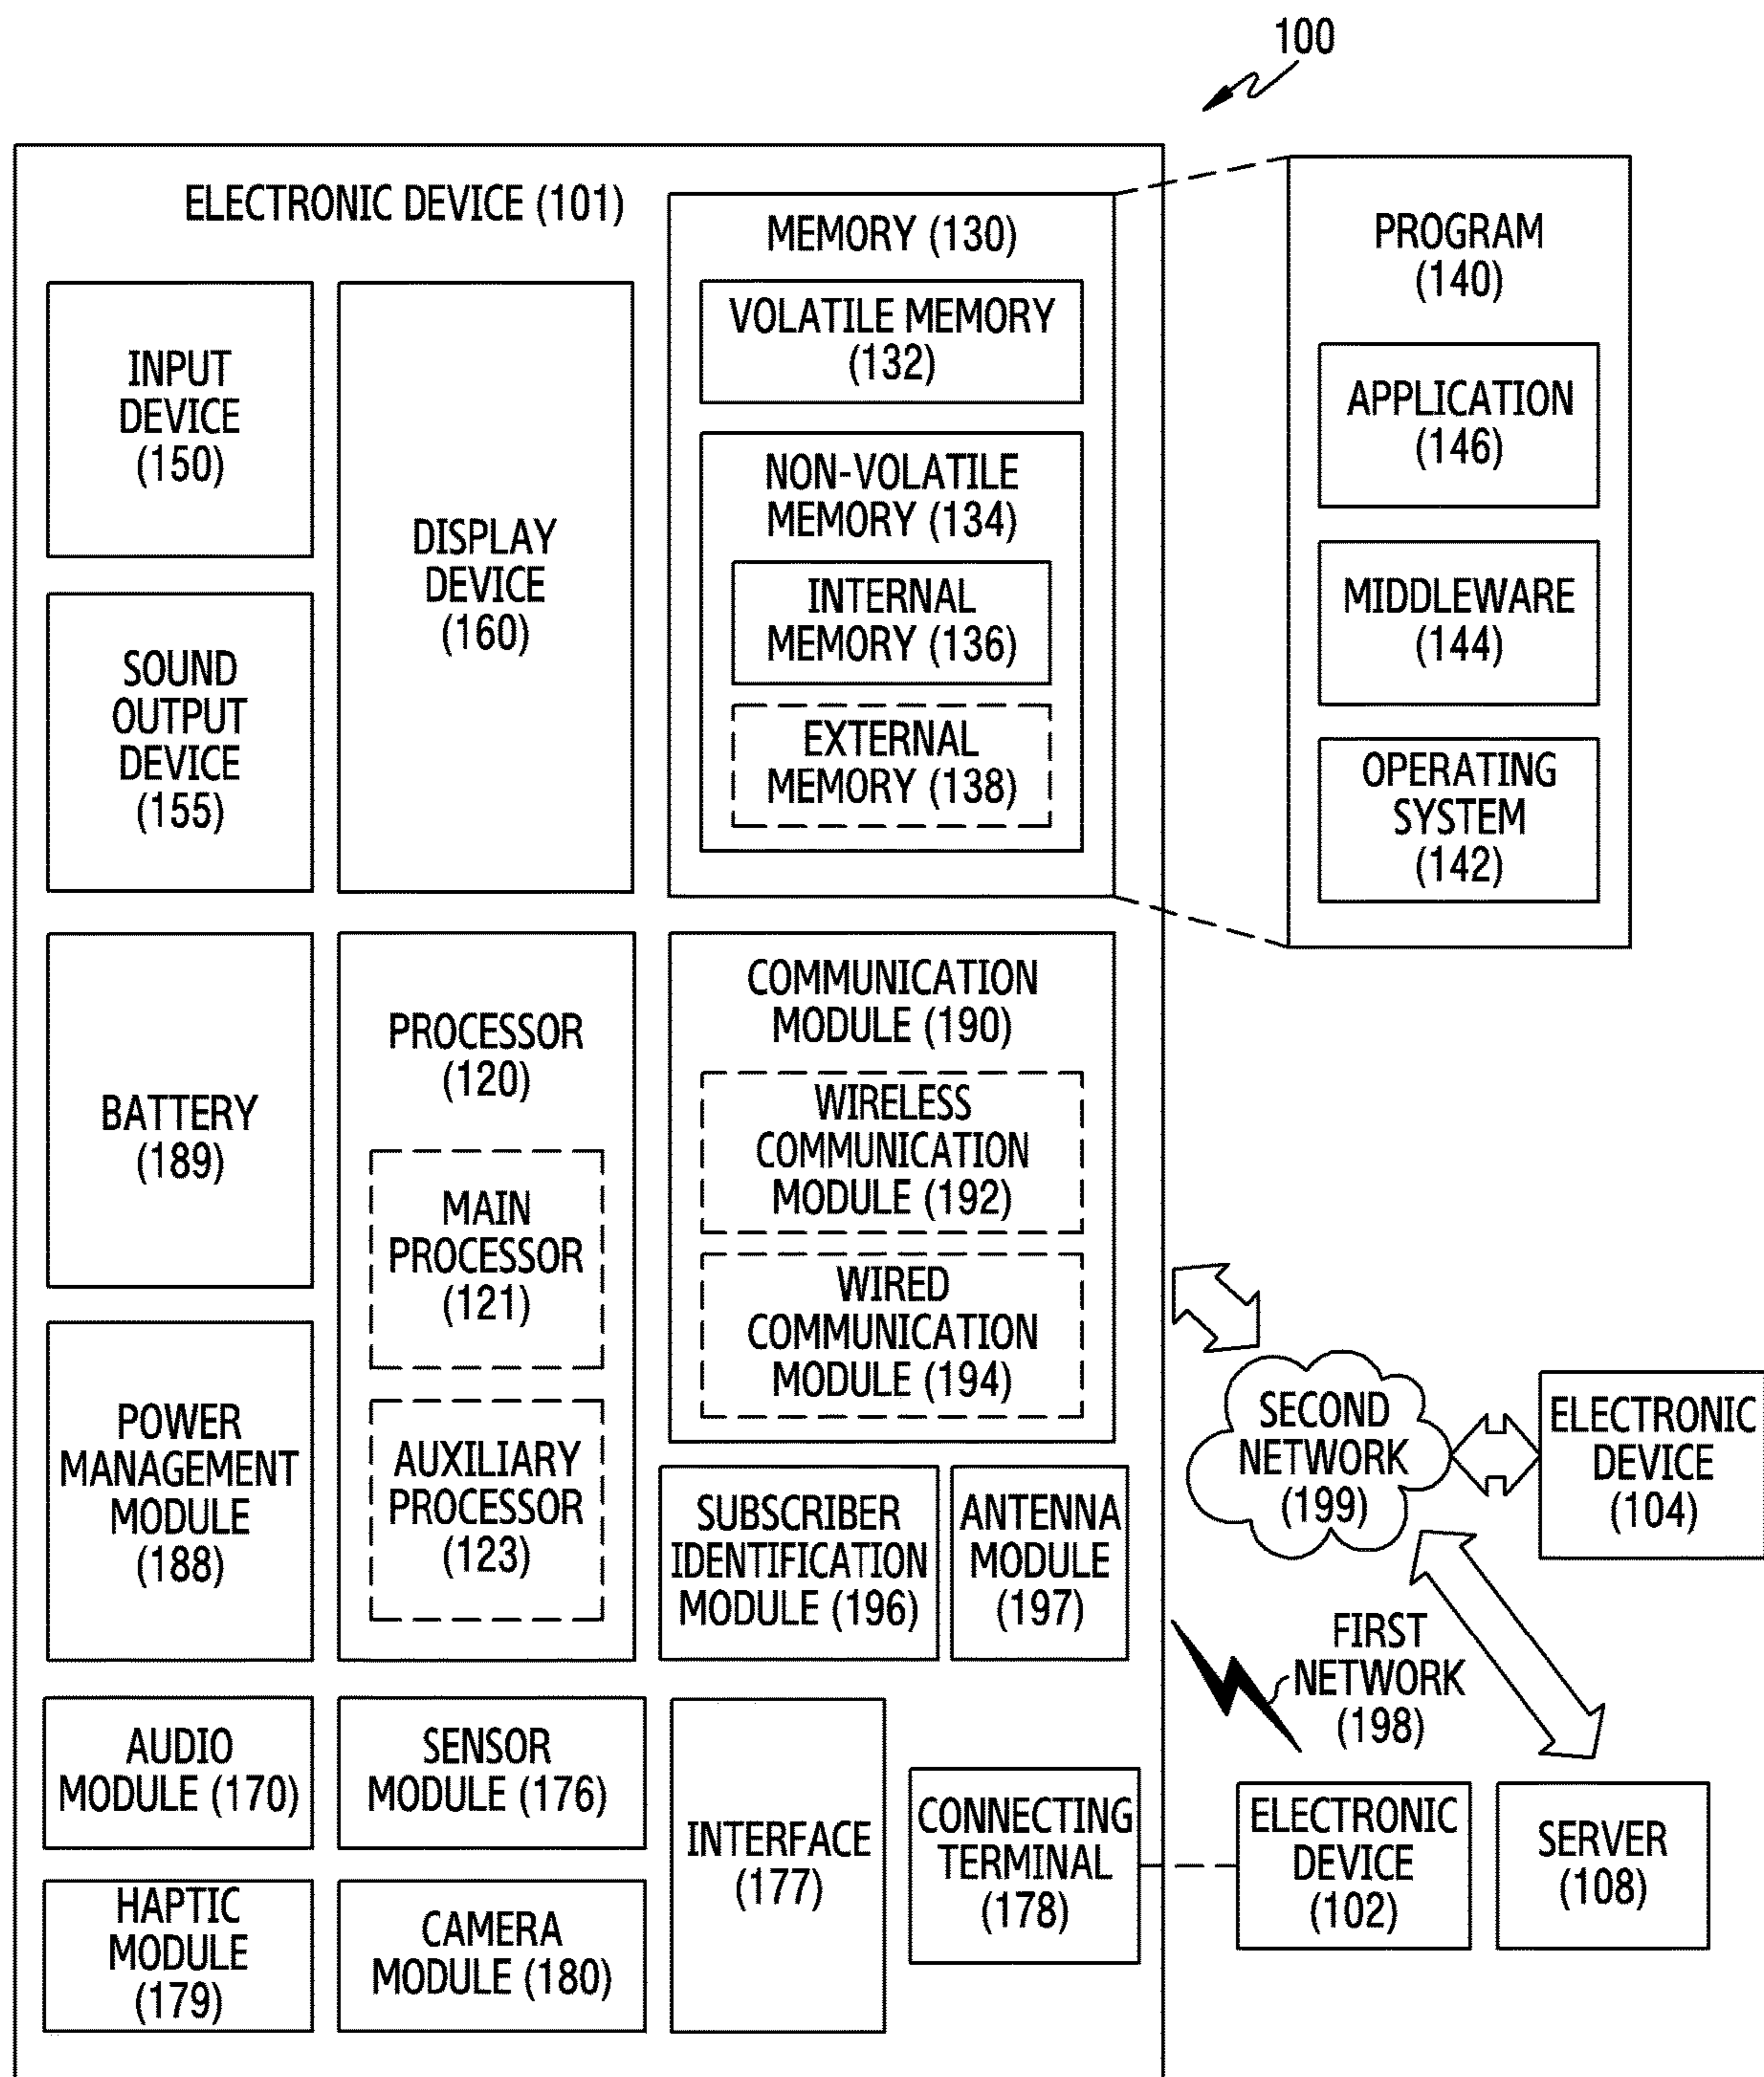 100
ELECTRONIC DEVICE (101)
INPUT
DEVICE
(150)
SOUND
OUTPUT
DEVICE
(155)
DISPLAY
DEVICE
(160)
MEMORY (130)
VOLATILE MEMORY
(132)
NON-VOLATILE
MEMORY (134)
INTERNAL
MEMORY (136)
EXTERNAL
MEMORY (138)
PROGRAM
(140)
APPLICATION
(146)
MIDDLEWARE
(144)
OPERATING
SYSTEM
(142)
BATTERY
(189)
POWER
MANAGEMENT
MODULE
(188)
PROCESSOR
(120)
MAIN
PROCESSOR
(121)
AUXILIARY
PROCESSOR
(123)
COMMUNICATION
MODULE (190)
WIRELESS
COMMUNICATION
MODULE (192)
WIRED
COMMUNICATION
MODULE (194)
SUBSCRIBER
IDENTIFICATION
MODULE (196)
ANTENNA
MODULE
(197)
SECOND
NETWORK
(199)
ELECTRONIC
DEVICE
(104)
FIRST
NETWORK
(198)
AUDIO
MODULE (170)
SENSOR
MODULE (176)
HAPTIC
MODULE
(179)
CAMERA
MODULE (180)
INTERFACE
(177)
CONNECTING
TERMINAL
(178)
ELECTRONIC
DEVICE
(102)
SERVER
(108)